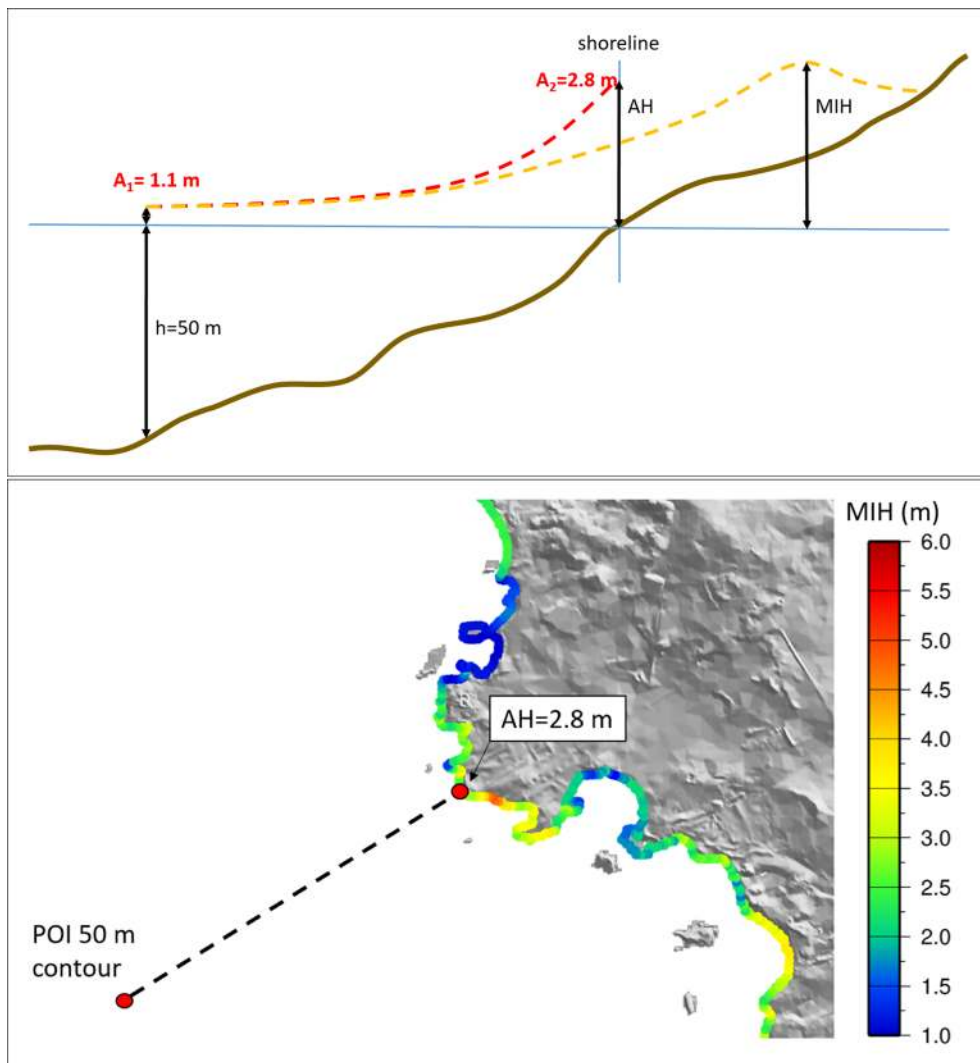 shoreline
A₂=2.8 m
AH
MIH
A₁= 1.1 m
h=50 m
MIH (m)
6.0
5.5
5.0
4.5
4.0
3.5
3.0
2.5
2.0
1.5
1.0
AH=2.8 m
POI 50 m
contour